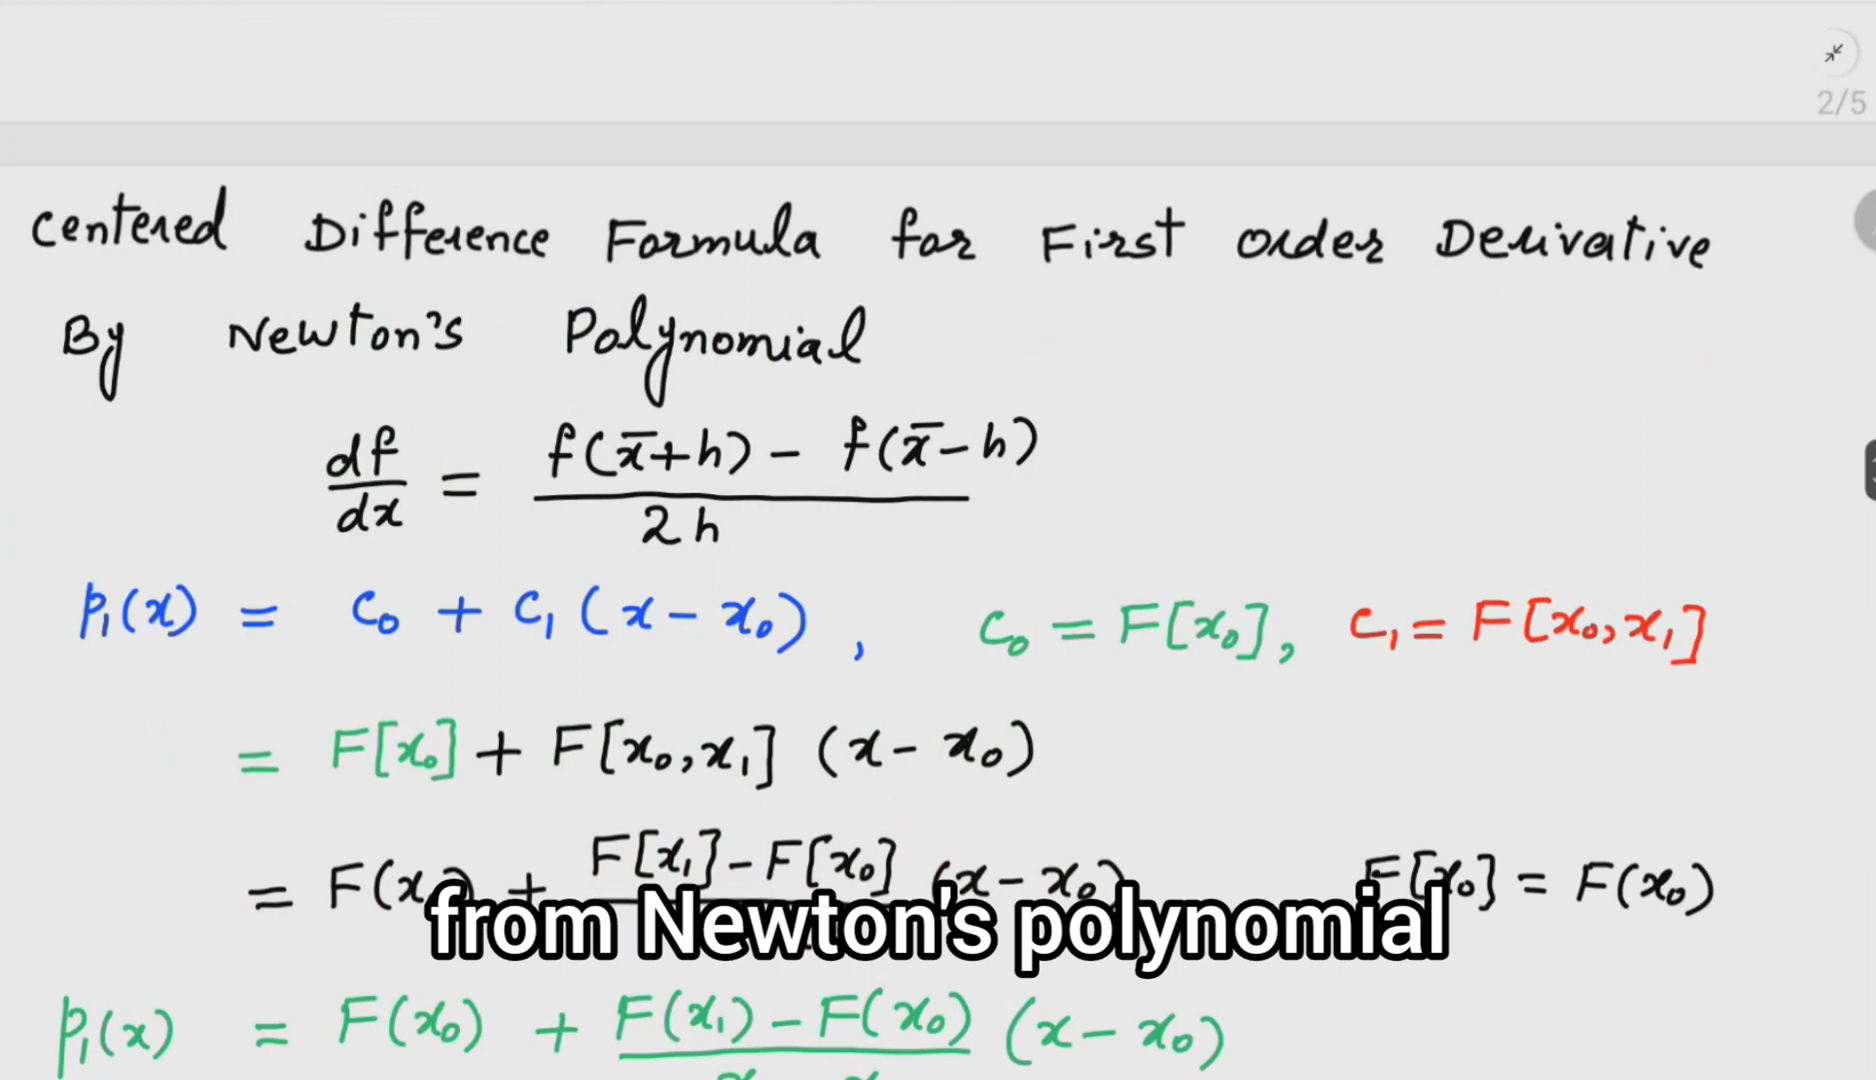 2/5
Centered Difference Formula for First order Derivative
By Newton's Polynomial
df/dx = f(x̄+h) - f(x̄-h) / 2h
p₁(x) = c₀ + c₁(x-x₀), c₀ = F[x₀], c₁ = F[x₀,x₁]
= F[x₀] + F[x₀,x₁] (x-x₀)
= F(x + F[x₁]-F[x₀] (x-x₀) F[x₀] = F(x₀)
from Newton's polynomial
p₁(x) = F(x₀) + F(x₁)-F(x₀) (x-x₀)